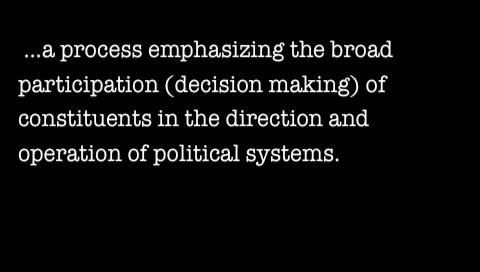 ...a process emphasizing the broad
participation (decision making) of
constituents in the direction and
operation of political systems.